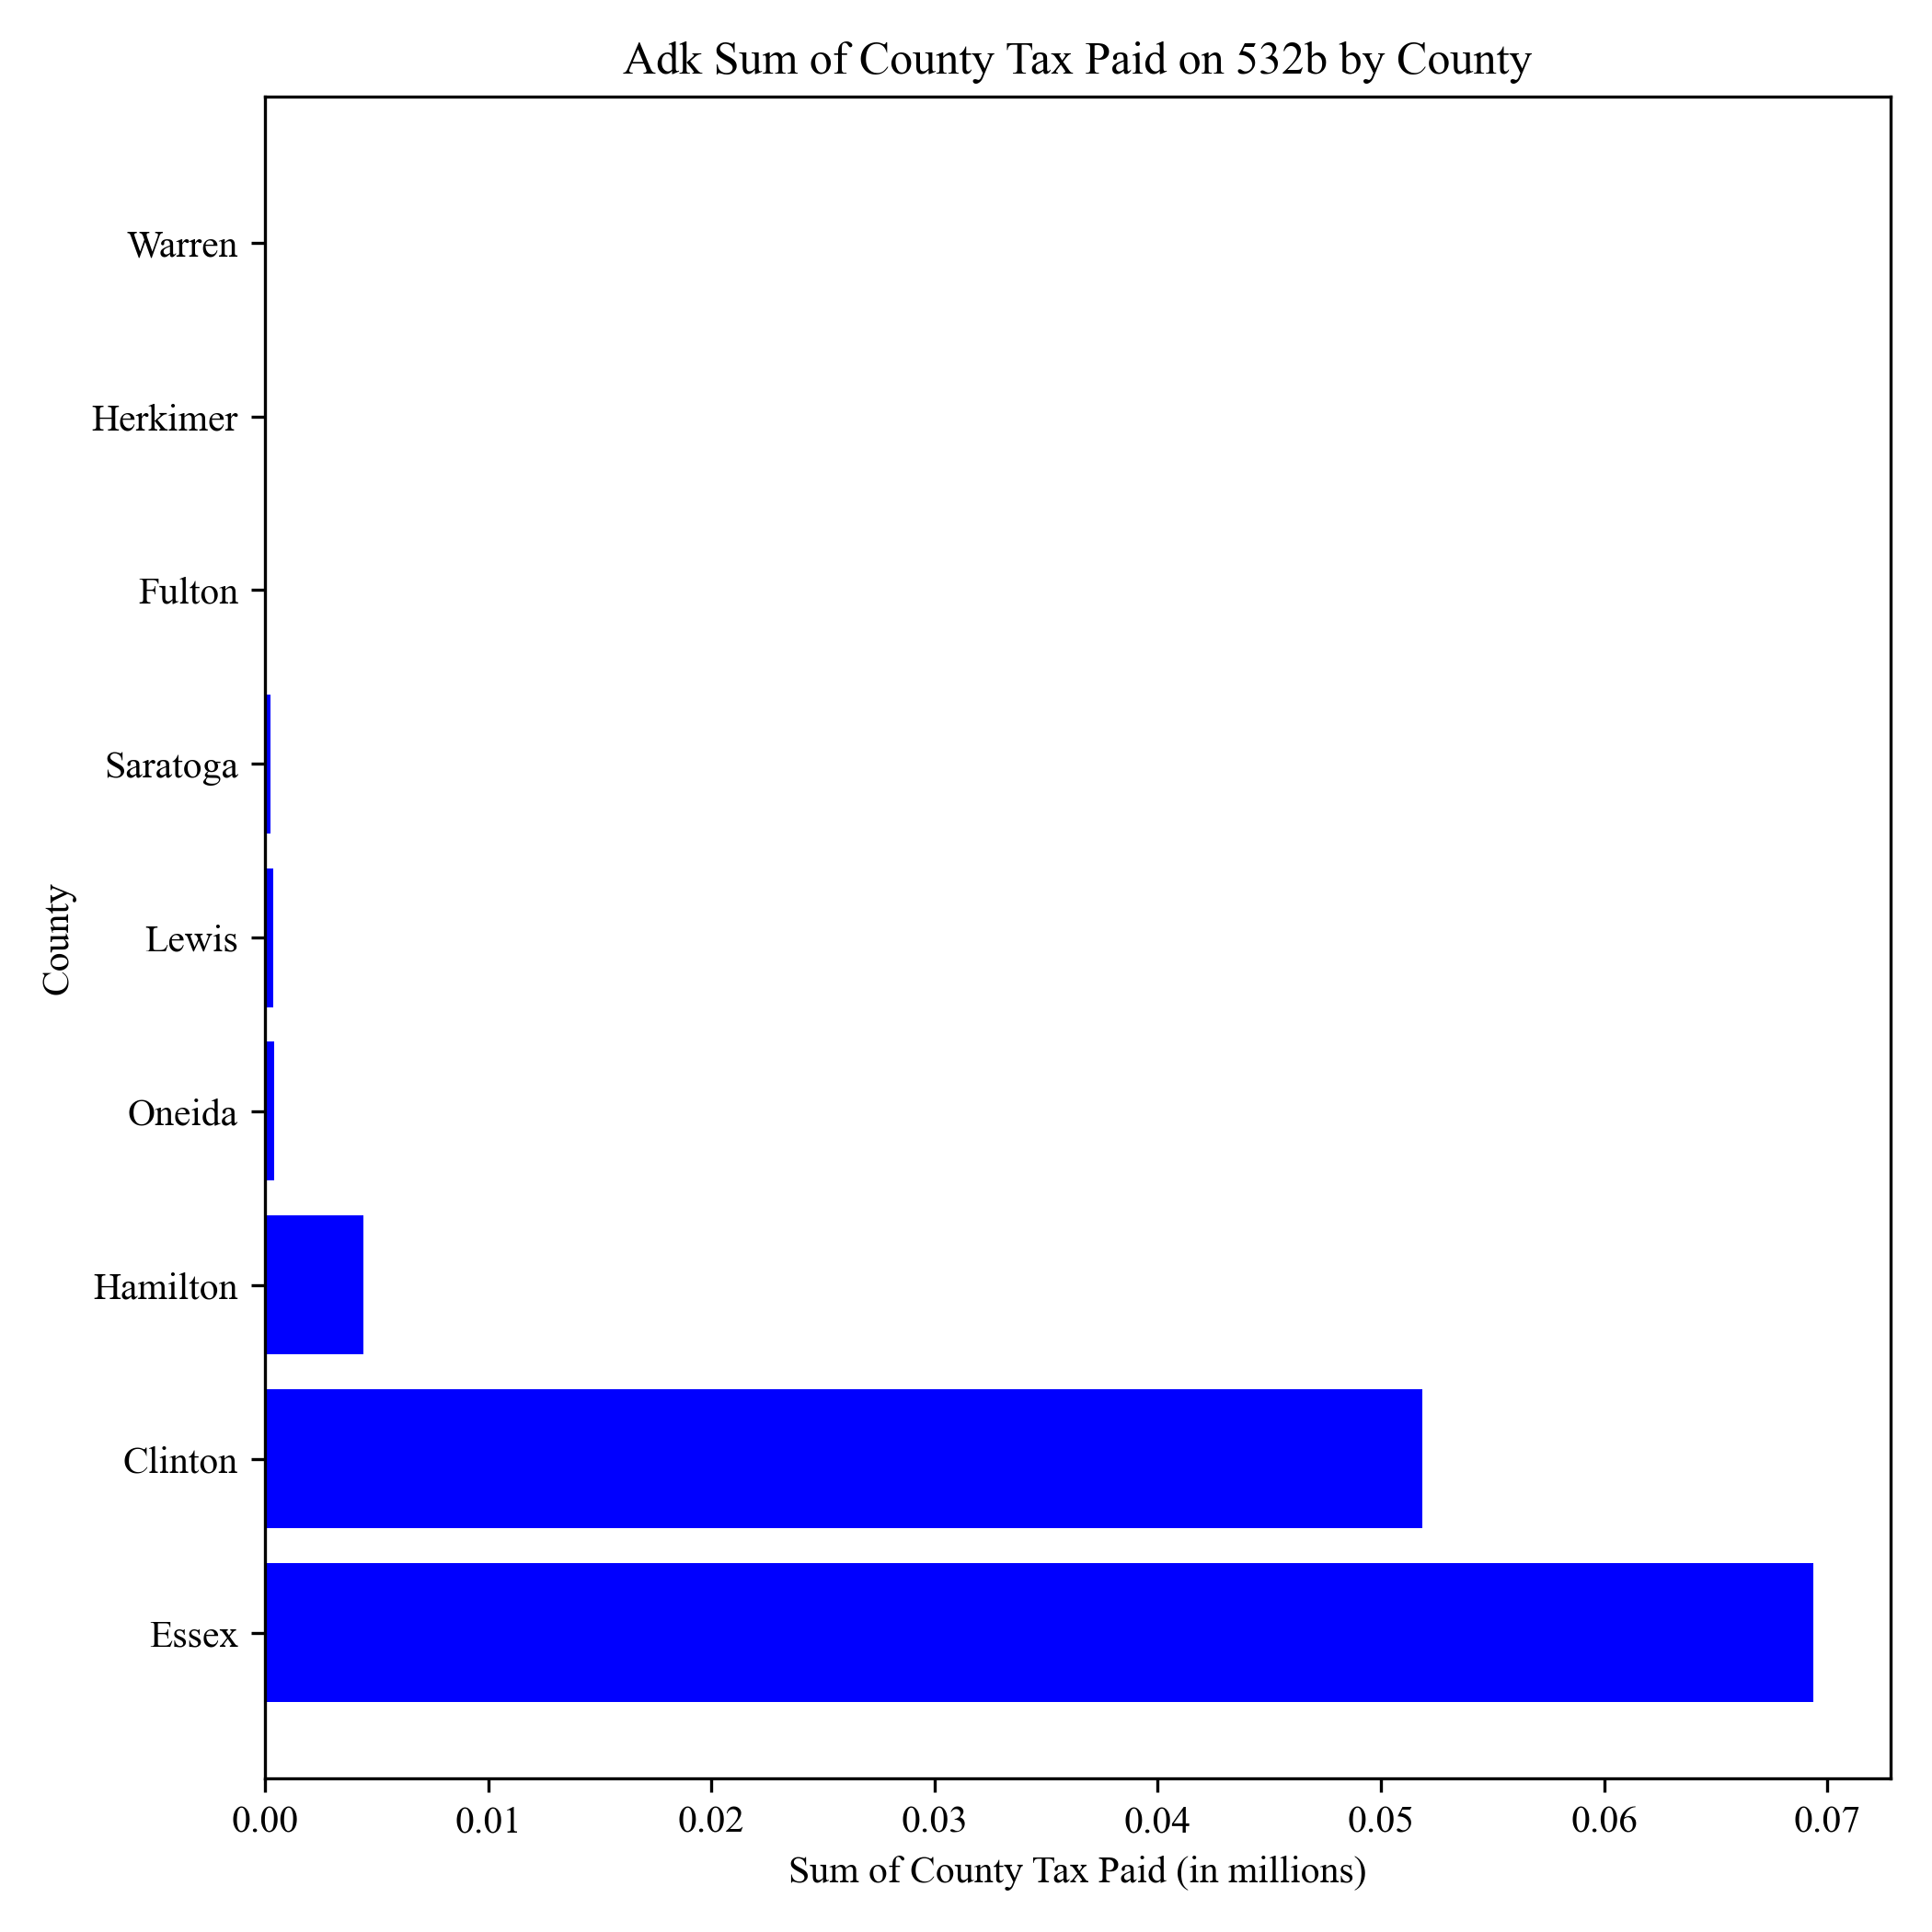 Adk Sum of County Tax Paid on 532b by County
Warren
Herkimer
Fulton
Saratoga
Lewis
Oneida
Hamilton
Clinton
Essex
County
0.00 0.01 0.02 0.03 0.04 0.05 0.06 0.07
Sum of County Tax Paid (in millions)